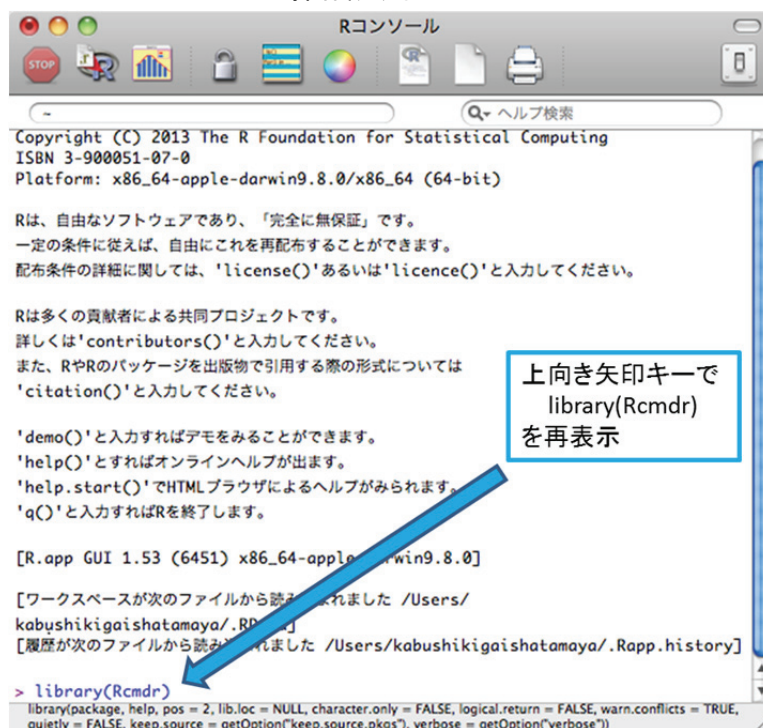 Rコンソール
STOP
R
~
Q ヘルプ検索
Copyright (C) 2013 The R Foundation for Statistical Computing
ISBN 3-900051-07-0
Platform: x86_64-apple-darwin9.8.0/x86_64 (64-bit)
Rは、自由なソフトウェアであり、「完全に無保証」です。
一定の条件に従えば、自由にこれを再配布することができます。
配布条件の詳細に関しては、'license()'あるいは'licence()'と入力してください。
Rは多くの貢献者による共同プロジェクトです。
詳しくは'contributors()'と入力してください。
また、RやRのパッケージを出版物で引用する際の形式については
'citation()'と入力してください。
上向き矢印キーで
library(Rcmdr)
を再表示
'demo()'と入力すればデモをみることができます。
'help()'とすればオンラインヘルプが出ます。
'help.start()'でHTMLブラウザによるヘルプがみられます。
'q()'と入力すればRを終了します。
[R.app GUI 1.53 (6451) x86_64-apple-darwin9.8.0]
[ワークスペースが次のファイルから読み込まれました /Users/
kabushikigaishatamaya/.RData]
[履歴が次のファイルから読み込まれました /Users/kabushikigaishatamaya/.Rapp.history]
> library(Rcmdr)
library(package, help, pos = 2, lib.loc = NULL, character.only = FALSE, logical.return = FALSE, warn.conflicts = TRUE,
quietly = FALSE, keep.source = getOption("keep.source.pkgs"), verbose = getOption("verbose"))